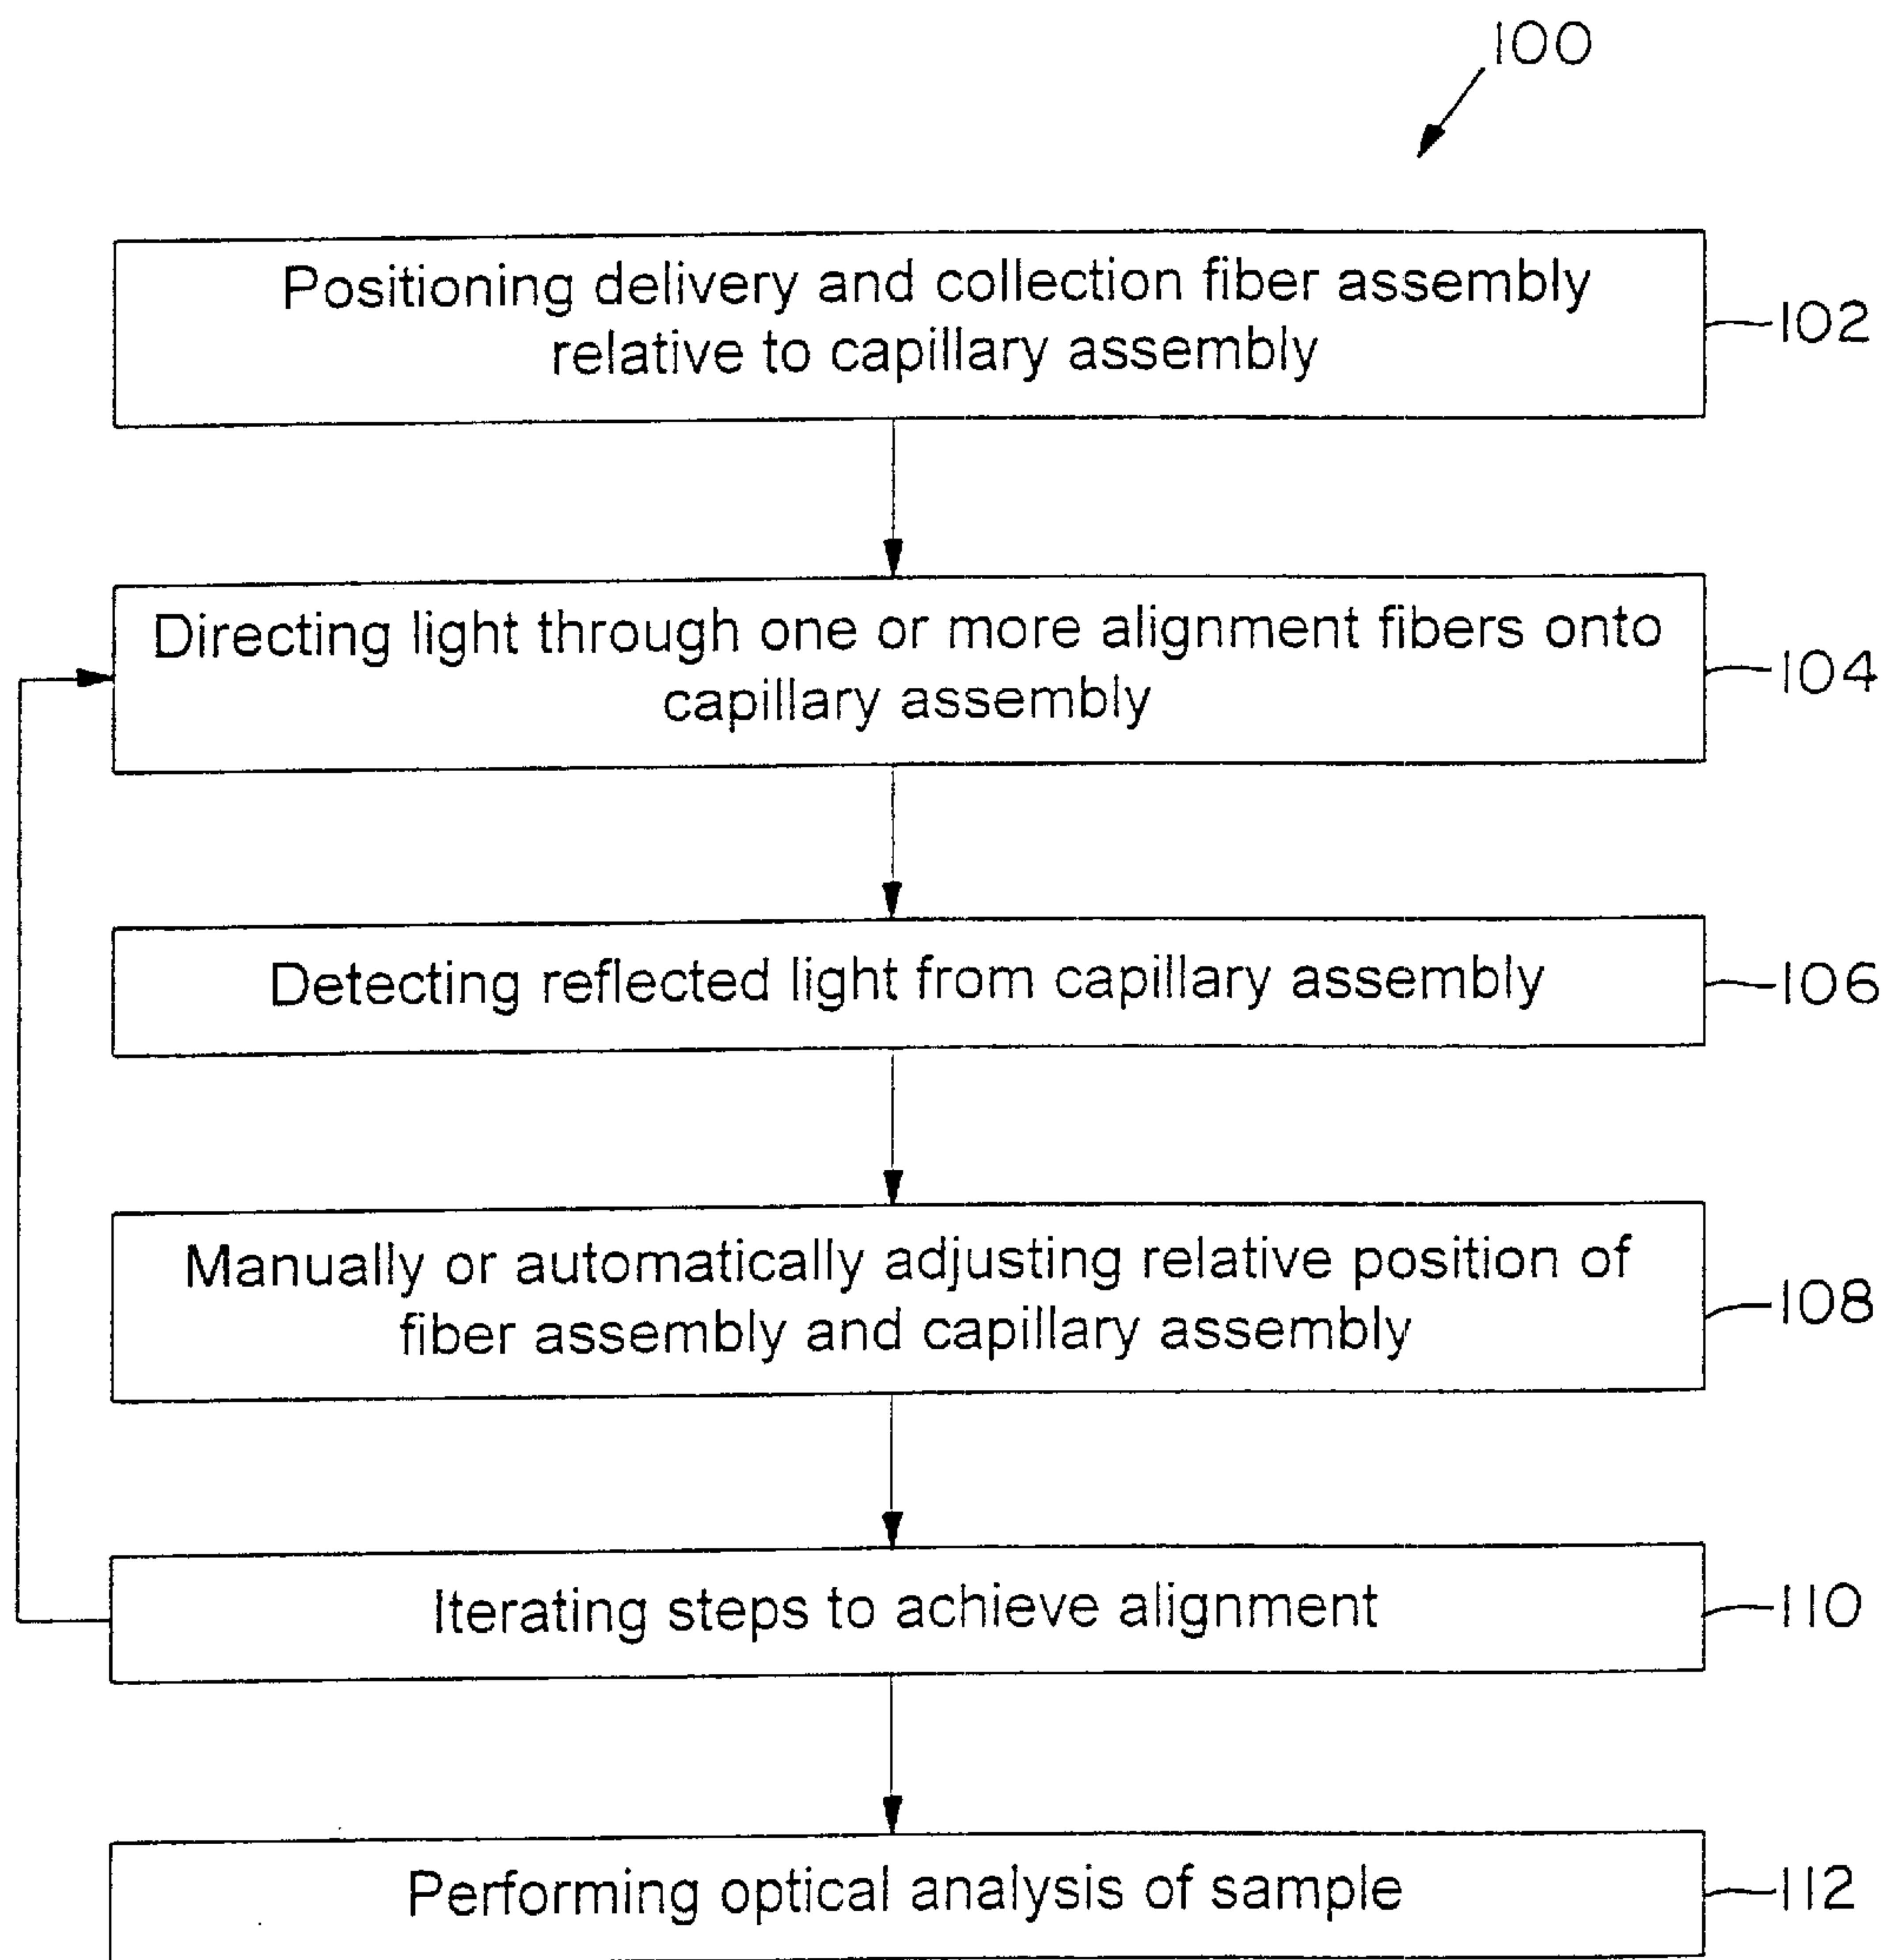 100
Positioning delivery and collection fiber assembly
relative to capillary assembly
102
Directing light through one or more alignment fibers onto
capillary assembly
104
Detecting reflected light from capillary assembly
106
Manually or automatically adjusting relative position of
fiber assembly and capillary assembly
108
Iterating steps to achieve alignment
110
Performing optical analysis of sample
112